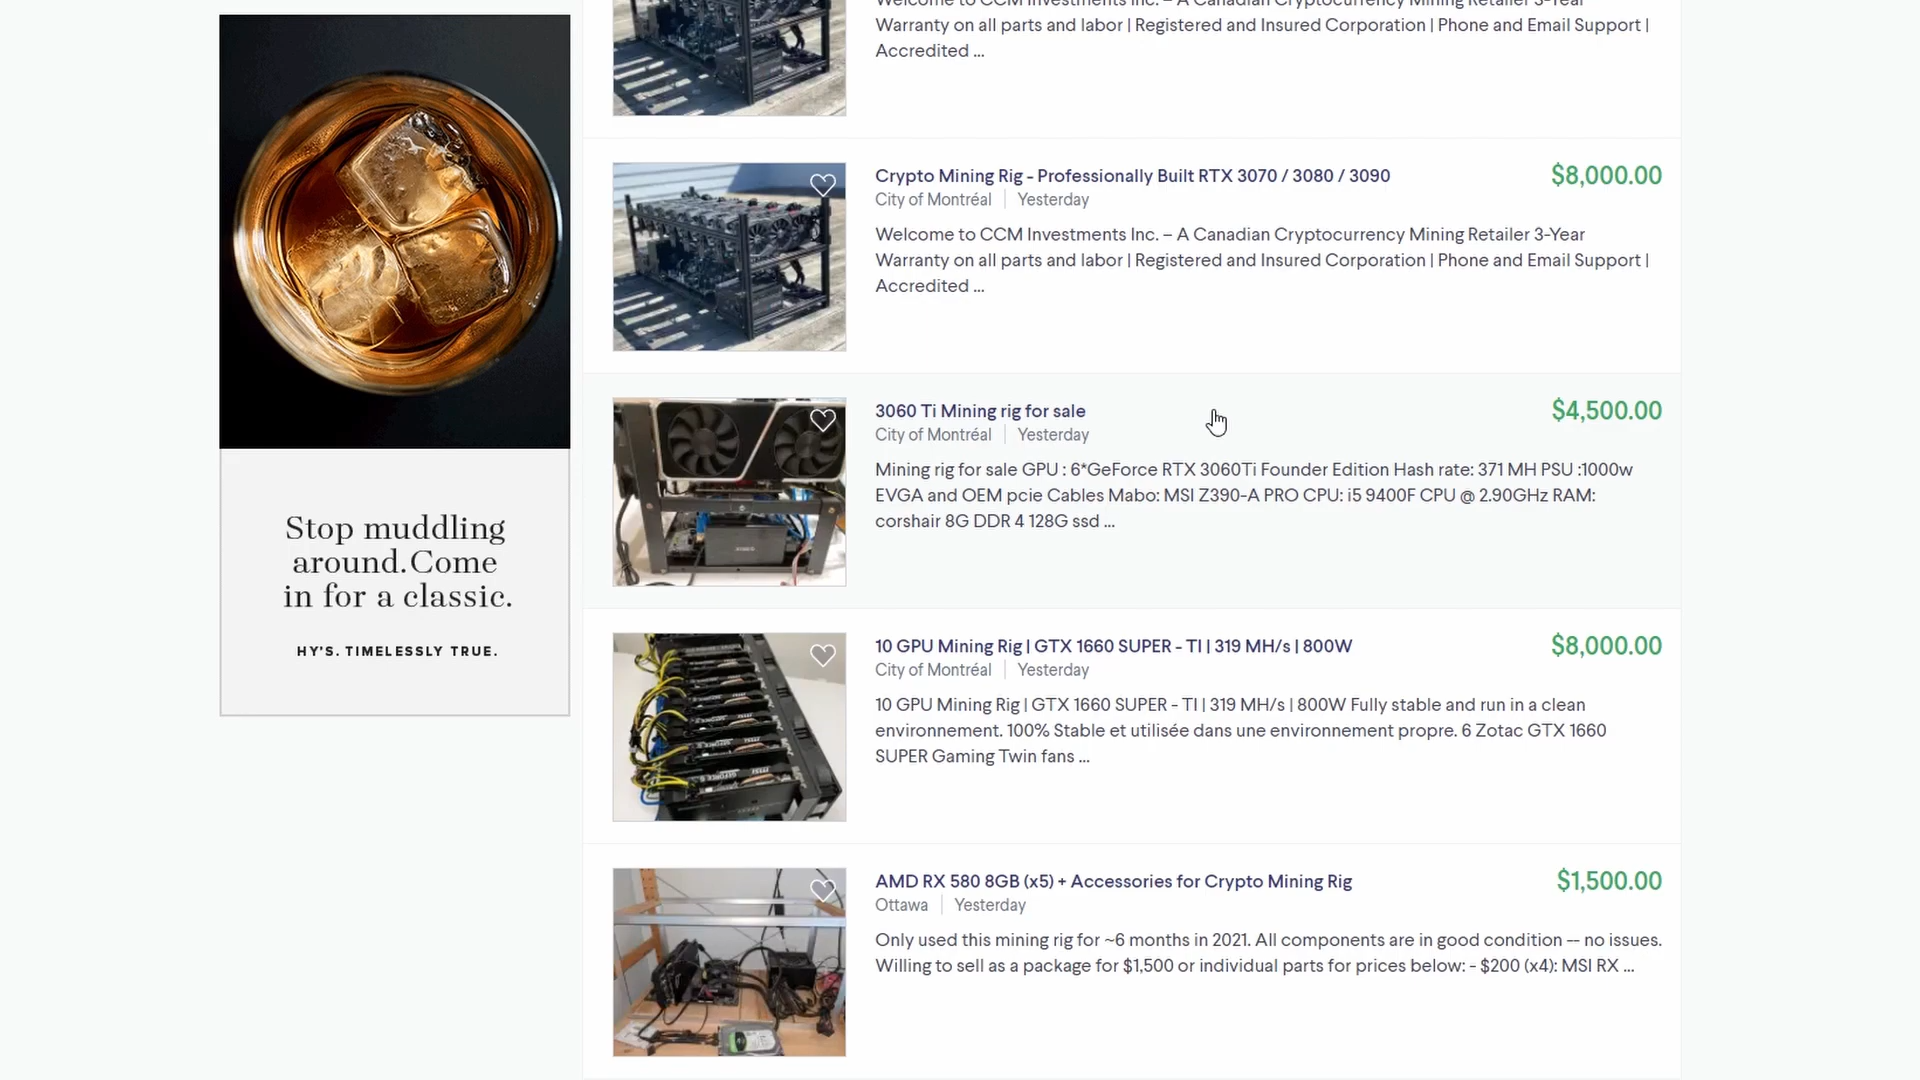 Warranty on all parts and labor | Registered and Insured Corporation | Phone and Email Support |
Accredited ...
Crypto Mining Rig - Professionally Built RTX 3070 / 3080 / 3090
$8,000.00
City of Montréal | Yesterday
Welcome to CCM Investments Inc. – A Canadian Cryptocurrency Mining Retailer 3-Year
Warranty on all parts and labor | Registered and Insured Corporation | Phone and Email Support |
Accredited ...
3060 Ti Mining rig for sale
$4,500.00
City of Montréal | Yesterday
Mining rig for sale GPU : 6*GeForce RTX 3060Ti Founder Edition Hash rate: 371 MH PSU :1000w
EVGA and OEM pcie Cables Mabo: MSI Z390-A PRO CPU: i5 9400F CPU @ 2.90GHz RAM:
corshair 8G DDR 4 128G ssd ...
10 GPU Mining Rig | GTX 1660 SUPER - TI | 319 MH/s | 800W
$8,000.00
City of Montréal | Yesterday
10 GPU Mining Rig | GTX 1660 SUPER - TI | 319 MH/s | 800W Fully stable and run in a clean
environnement. 100% Stable et utilisée dans une environnement propre. 6 Zotac GTX 1660
SUPER Gaming Twin fans ...
AMD RX 580 8GB (x5) + Accessories for Crypto Mining Rig
$1,500.00
Ottawa | Yesterday
Only used this mining rig for ~6 months in 2021. All components are in good condition -- no issues.
Willing to sell as a package for $1,500 or individual parts for prices below: - $200 (x4): MSI RX ...
Stop muddling
around.Come
in for a classic.
HY'S. TIMELESSLY TRUE.